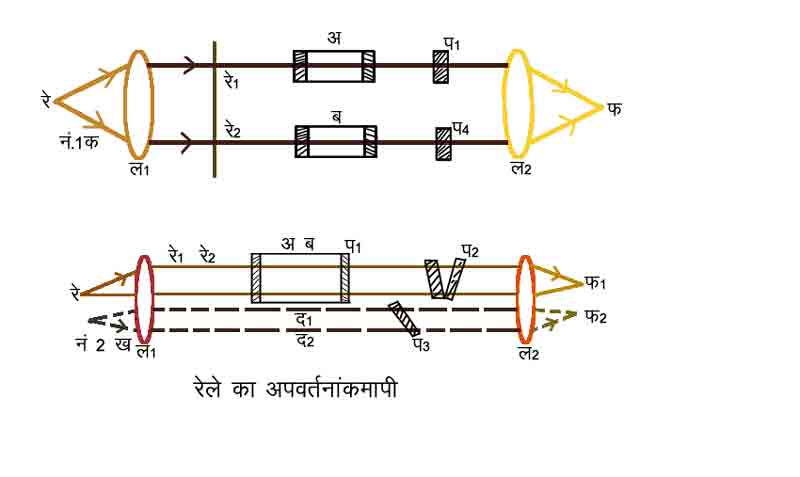 अ प₁
रे रे₁
ब फ
रे₂ प₄
नं.1क ल₁ ल₂
रे₁ रे₂ अ ब प₁ प₂
रे फ₁
द₁ फ₂
नं 2 ख ल₁ द₂ प₃ ल₂
रेले का अपवर्तनांकमापी